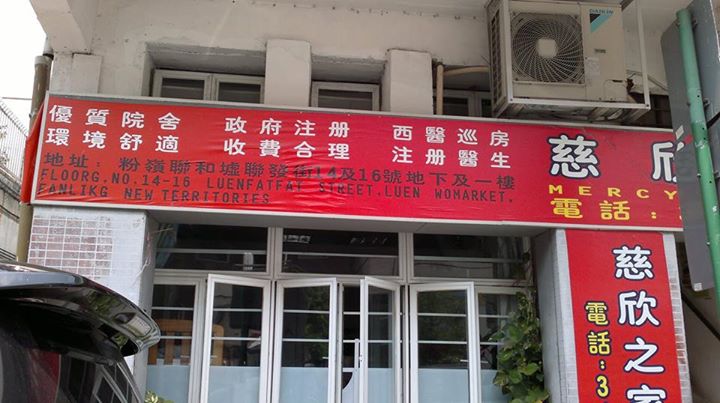 優質院舍 政府注册 西醫巡房
環境舒適 收費合理 注册醫生
地址: 粉嶺聯和墟聯發街14及16號地下及一樓
FLOORG.NO.14-16 LUENFATFAT STREET.LUEN WOMARKET.
FANLIKG NEW TERRITORIES
慈欣
MERCY
電話:
慈欣之家
電話:3
DAIKIN